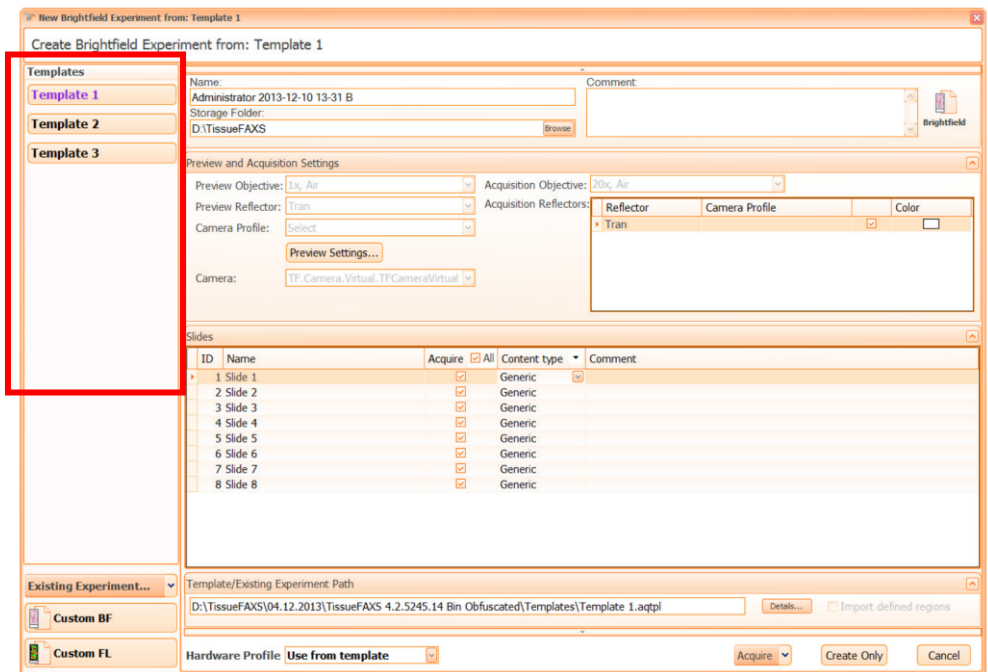 New Brightfield Experiment from: Template 1
Create Brightfield Experiment from: Template 1
Templates
Template 1
Template 2
Template 3
Existing Experiment...
Custom BF
Custom FL
Name:
Administrator 2013-12-10 13-31 B
Storage Folder:
D:\TissueFAXS
Browse
Comment:
Brightfield
Preview and Acquisition Settings
Preview Objective: 1x, Air
Preview Reflector: Tran
Camera Profile: Select
Preview Settings...
Camera: TF.Camera.Virtual.TFCameraVirtual
Acquisition Objective: 20x, Air
Acquisition Reflectors:
Reflector Camera Profile Color
Tran
Slides
ID Name Acquire All Content type Comment
1 Slide 1 Generic
2 Slide 2 Generic
3 Slide 3 Generic
4 Slide 4 Generic
5 Slide 5 Generic
6 Slide 6 Generic
7 Slide 7 Generic
8 Slide 8 Generic
Template/Existing Experiment Path
D:\TissueFAXS\04.12.2013\TissueFAXS 4.2.5245.14 Bin Obfuscated\Templates\Template 1.aqtpl
Details...
Import defined regions
Hardware Profile Use from template
Acquire
Create Only
Cancel